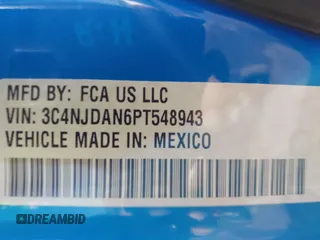 MFD BY: FCA US LLC
VIN: 3C4NJDAN6PT548943
VEHICLE MADE IN: MEXICO
DREAMBID